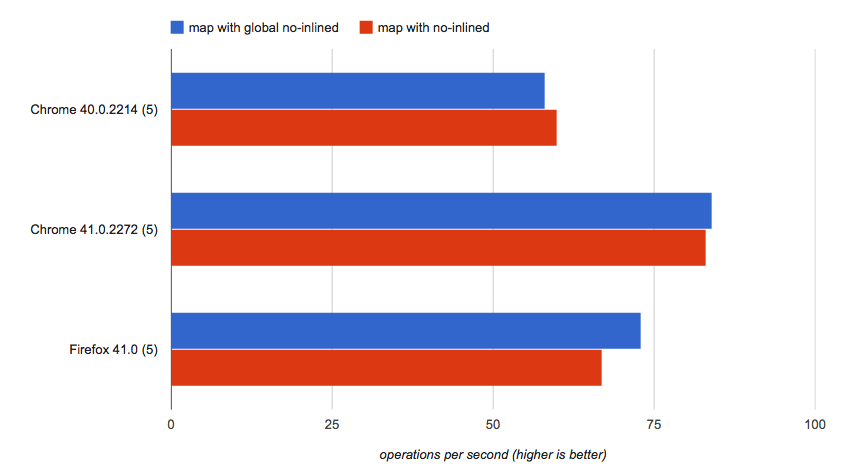 map with global no-inlined map with no-inlined
Chrome 40.0.2214 (5)
Chrome 41.0.2272 (5)
Firefox 41.0 (5)
0 25 50 75 100
operations per second (higher is better)